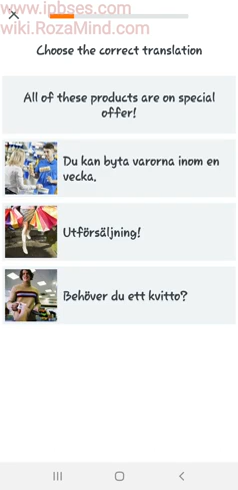 www.ipbses.com
wiki.RozaMind.com
Choose the correct translation
All of these products are on special
offer!
Du kan byta varorna inom en
vecka.
Utförsäljning!
Behöver du ett kvitto?